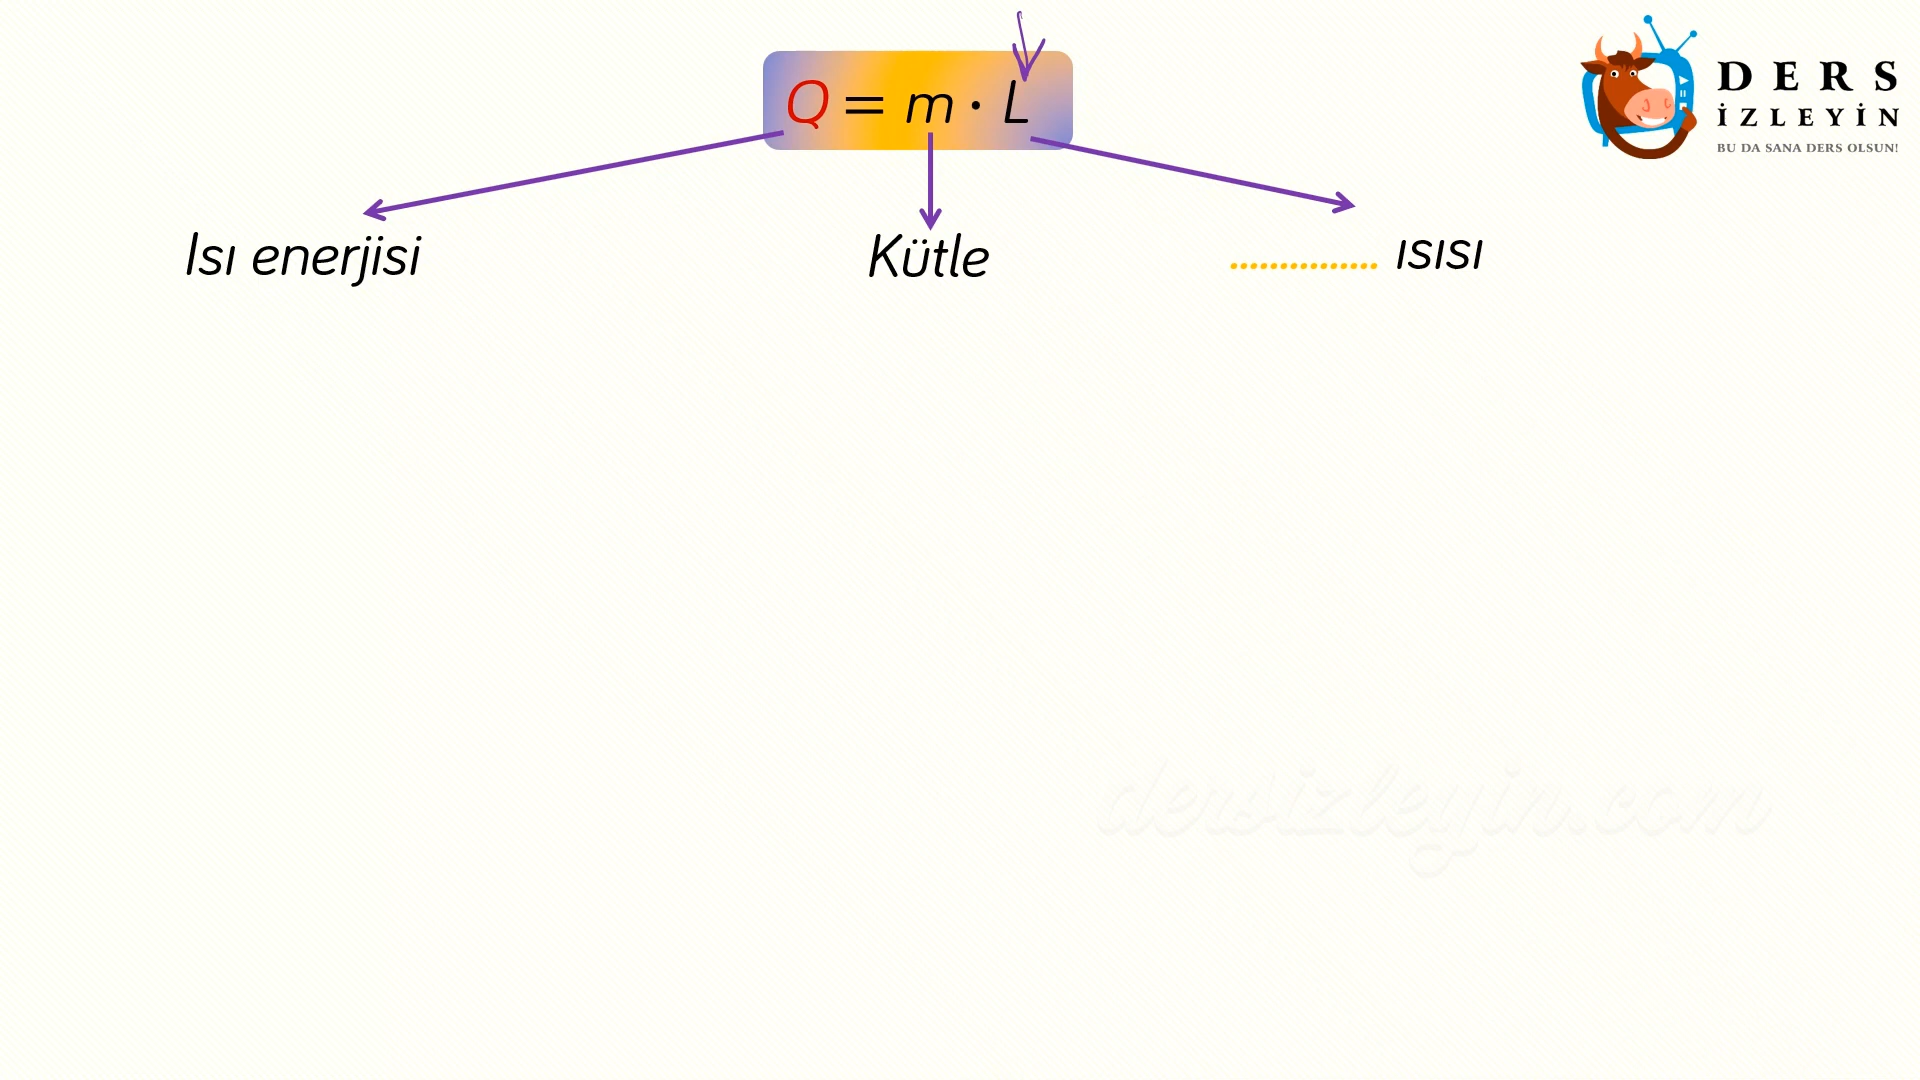 Q = m · L
Isı enerjisi
Kütle
.............. ısısı
DERS
İZLEYİN
BU DA SANA DERS OLSUN!
dersizleyin.com